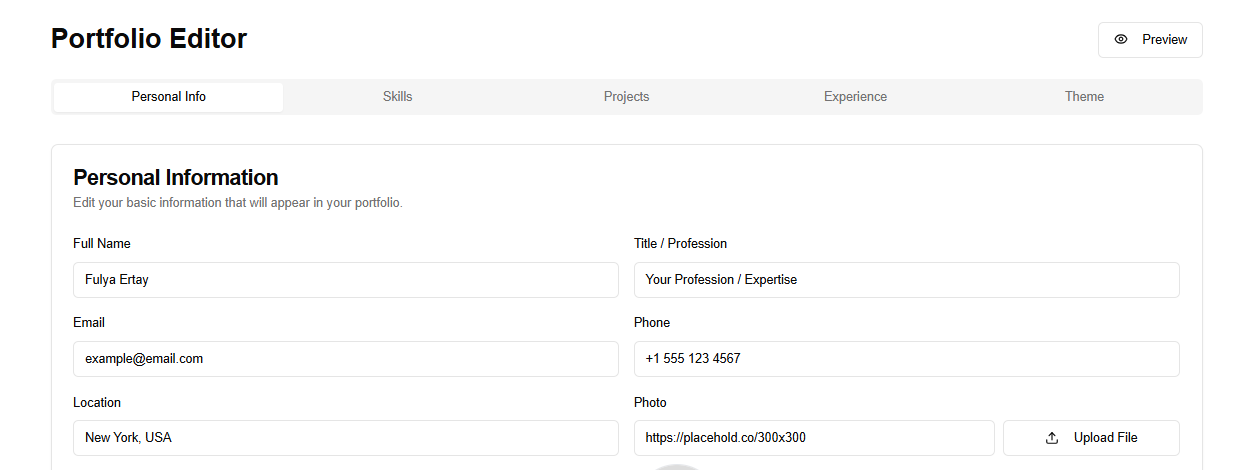 Portfolio Editor
Preview
Personal Info Skills Projects Experience Theme
Personal Information
Edit your basic information that will appear in your portfolio.
Full Name
Title / Profession
Fulya Ertay
Your Profession / Expertise
Email
Phone
example@email.com
+1 555 123 4567
Location
Photo
New York, USA
https://placehold.co/300x300
Upload File